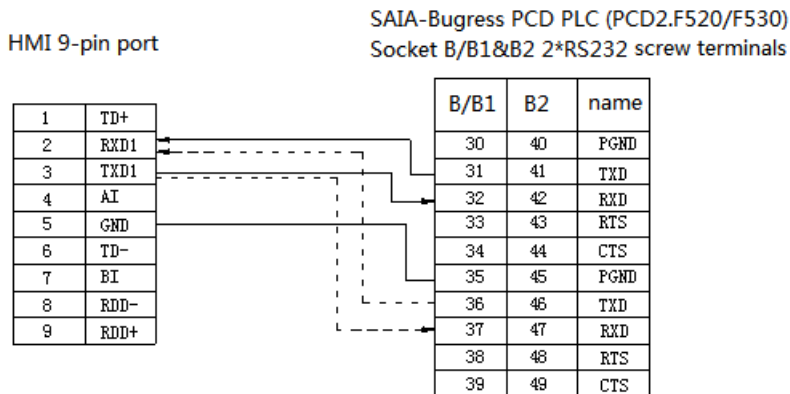 SAIA-Bugress PCD PLC (PCD2.F520/F530)
HMI 9-pin port
Socket B/B1&B2 2*RS232 screw terminals
1 TD+
2 RXD1
3 TXD1
4 AI
5 GND
6 TD-
7 BI
8 RDD-
9 RDD+
B/B1 B2 name
30 40 PGND
31 41 TXD
32 42 RXD
33 43 RTS
34 44 CTS
35 45 PGND
36 46 TXD
37 47 RXD
38 48 RTS
39 49 CTS